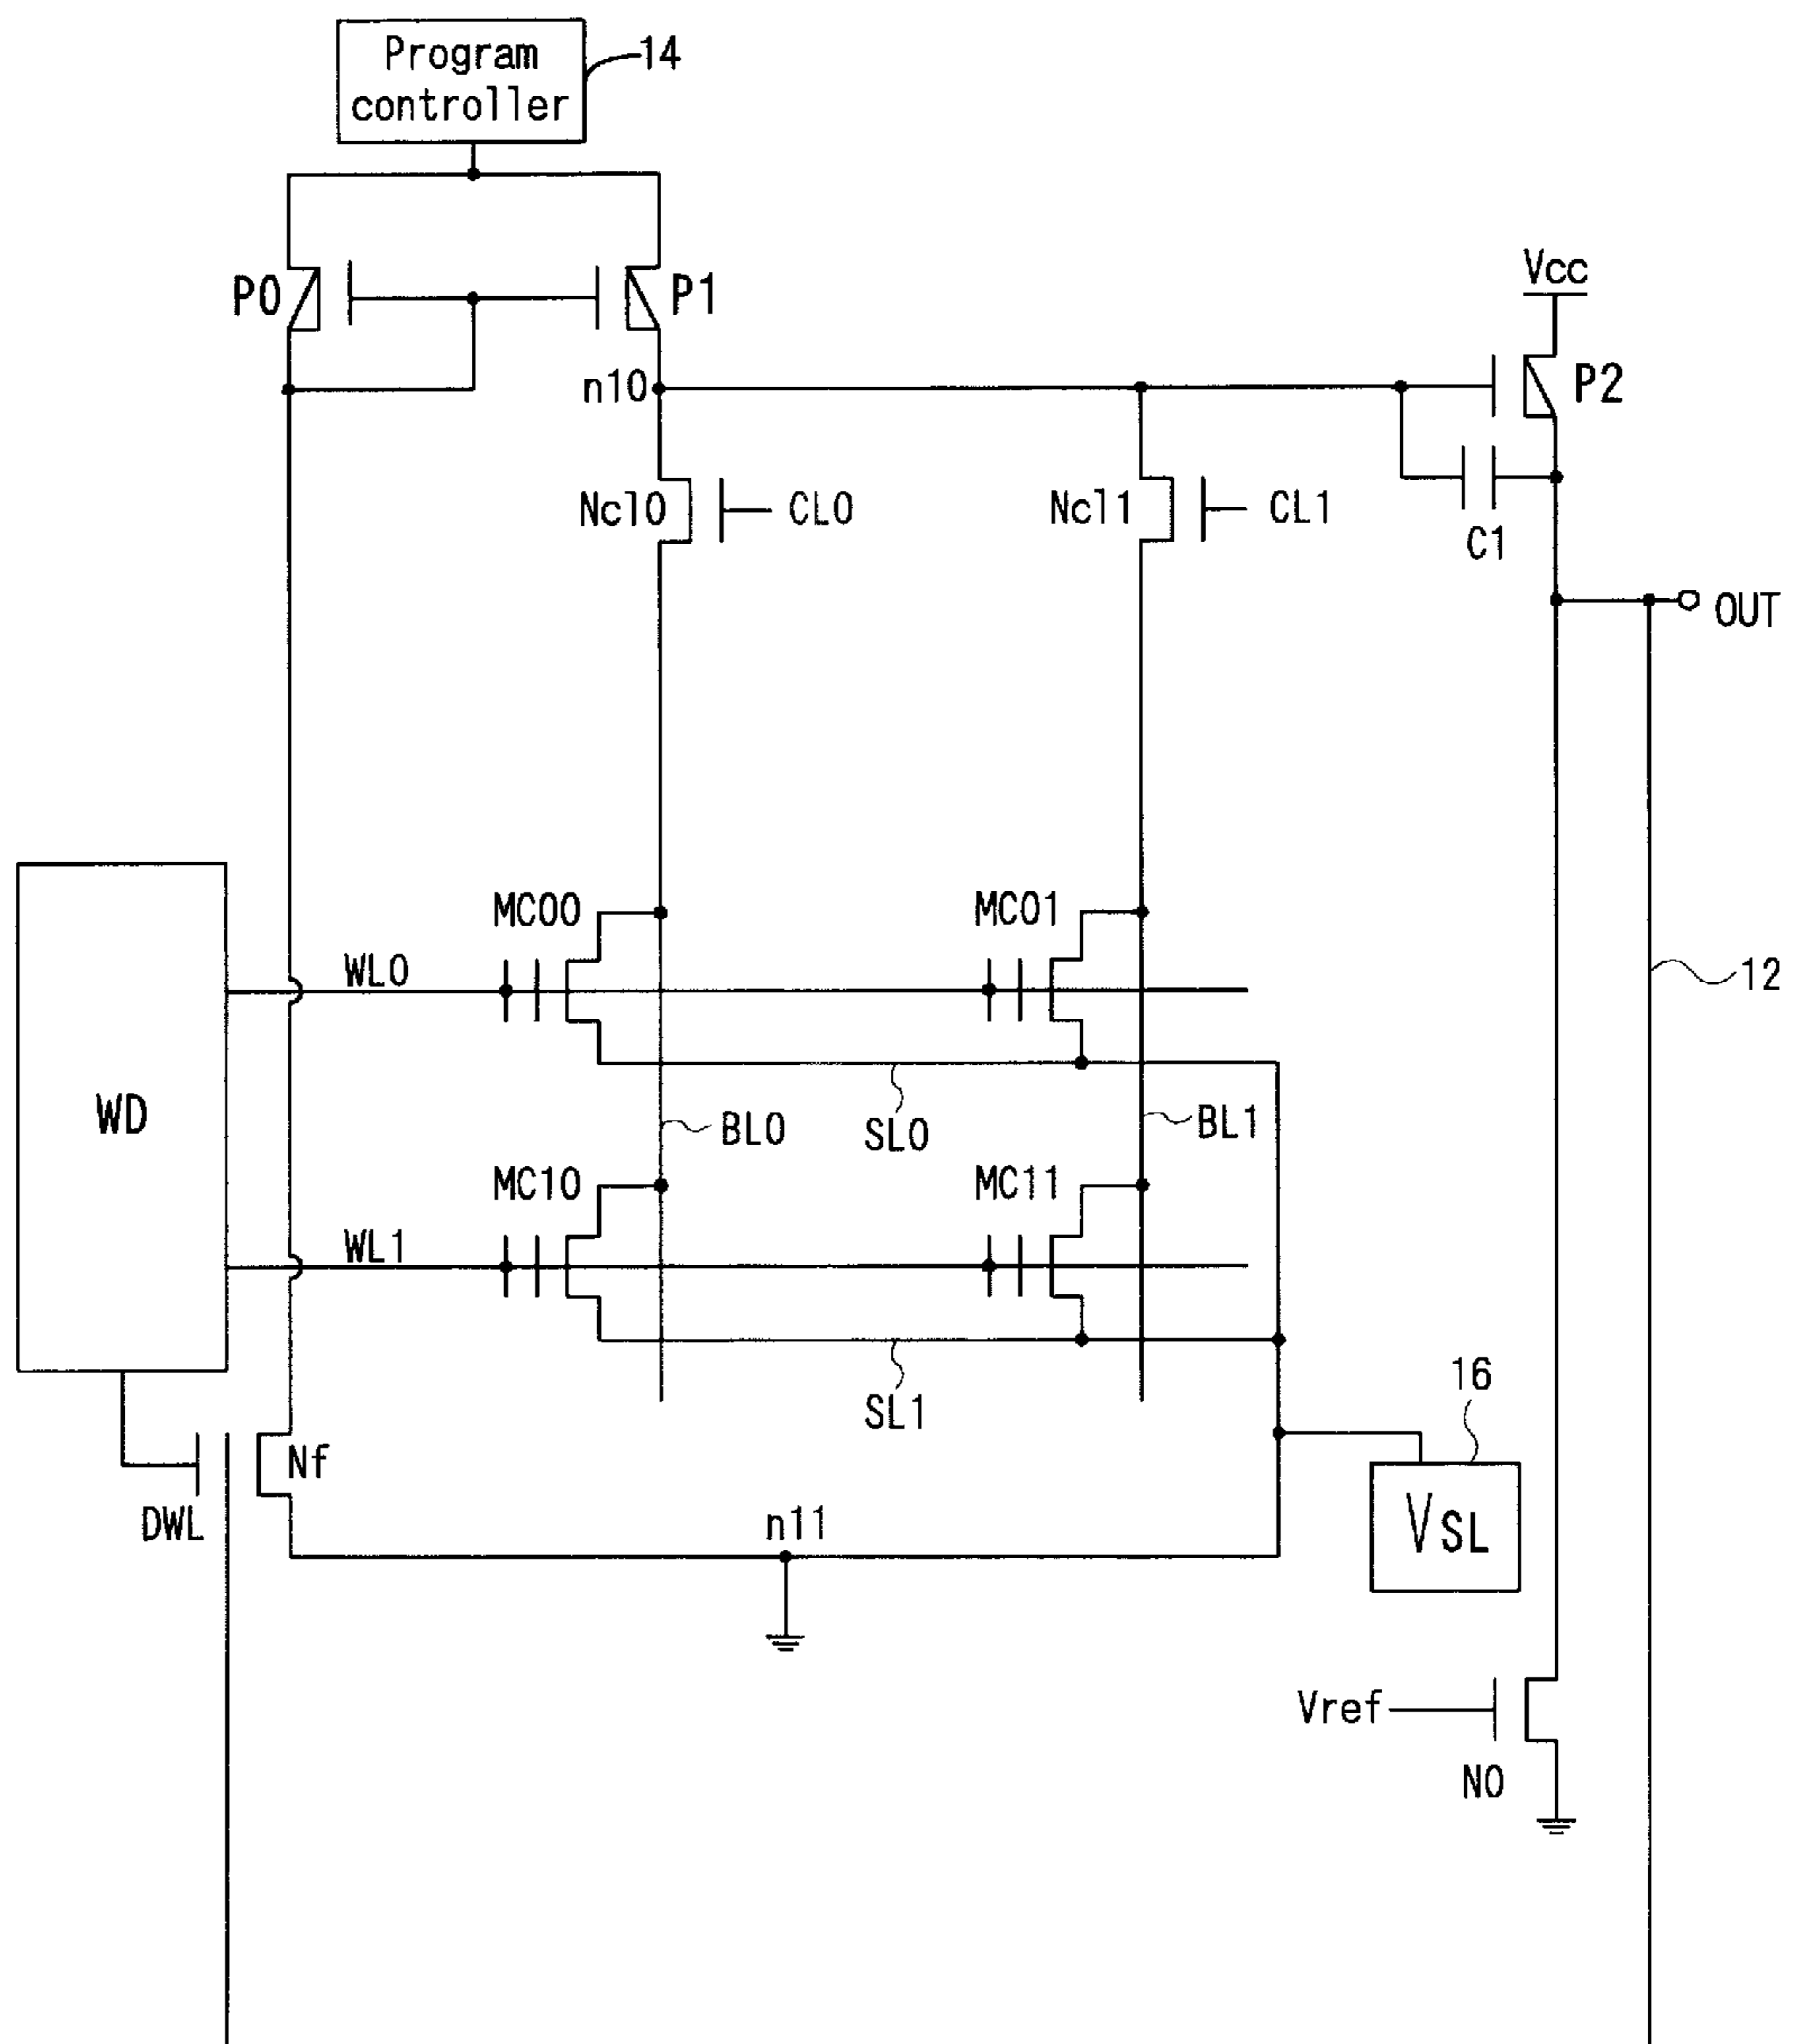 Program
controller
14
P0
P1
Vcc
n10
P2
Ncl0
CL0
Ncl1
CL1
C1
OUT
MC00
MC01
WL0
12
WD
BL0
SL0
BL1
MC10
MC11
WL1
SL1
16
Nf
DWL
n11
VSL
Vref
N0